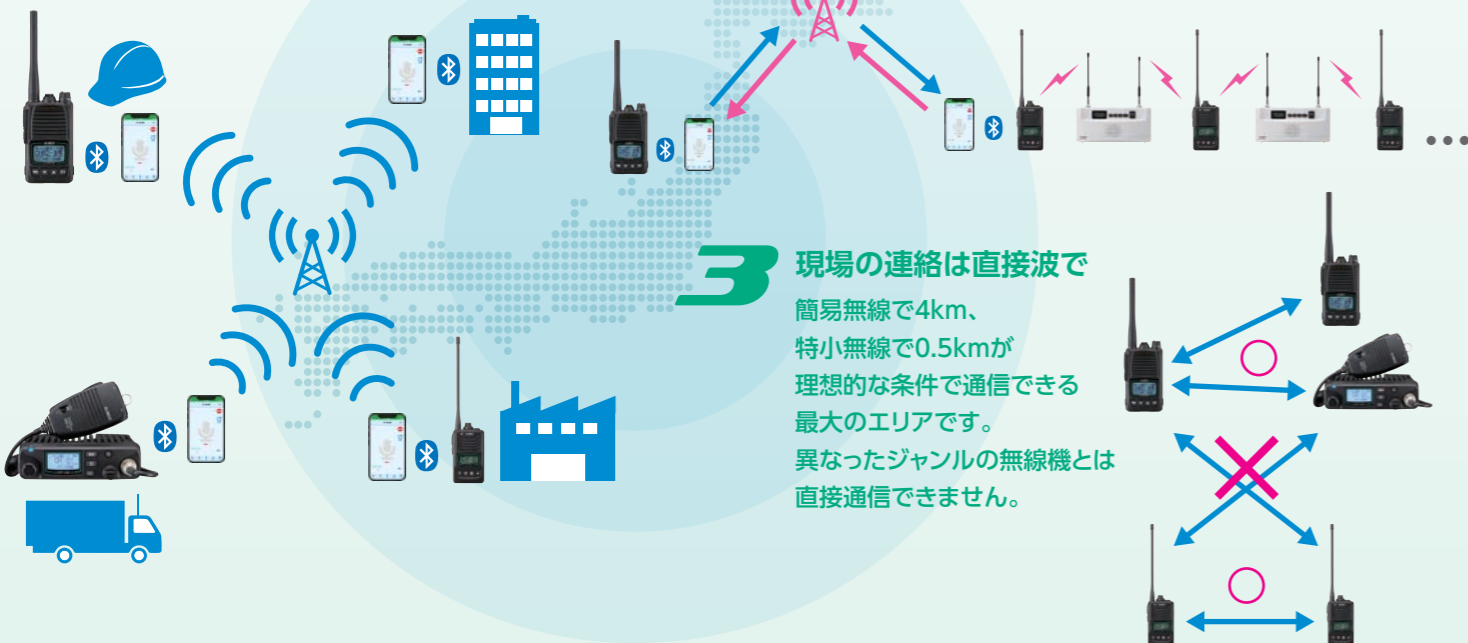 3
現場の連絡は直接波で
簡易無線で4km、
特小無線で0.5kmが
理想的な条件で通信できる
最大のエリアです。
異なったジャンルの無線機とは
直接通信できません。